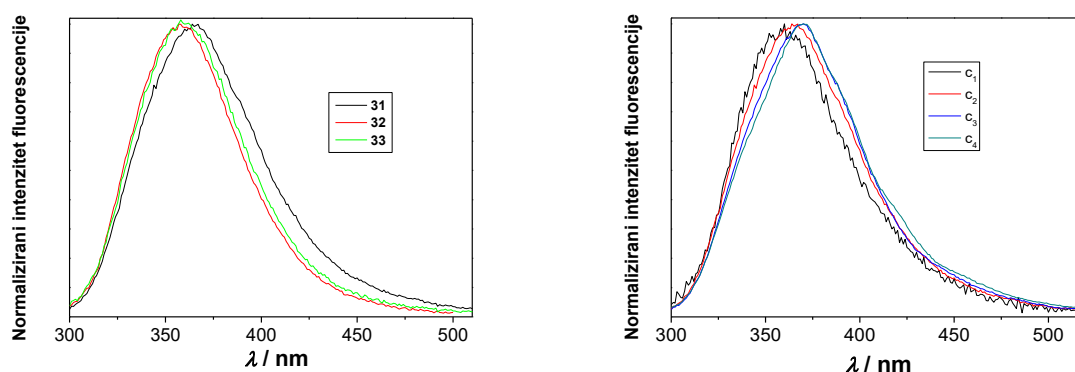 Normalizirani intenzitet fluorescencije
31
32
33
300 350 400 450 500
λ / nm
Normalizirani intenzitet fluorescencije
c₁
c₂
c₃
c₄
300 350 400 450 500
λ / nm